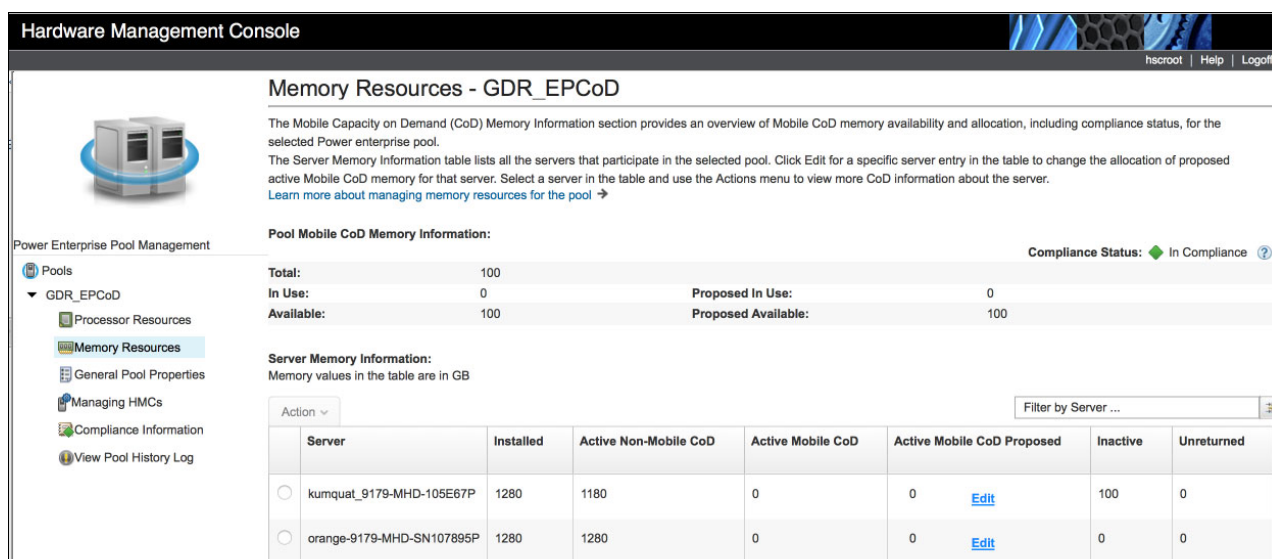 Hardware Management Console
hscroot | Help | Logoff
Memory Resources - GDR_EPCoD
The Mobile Capacity on Demand (CoD) Memory Information section provides an overview of Mobile CoD memory availability and allocation, including compliance status, for the
selected Power enterprise pool.
The Server Memory Information table lists all the servers that participate in the selected pool. Click Edit for a specific server entry in the table to change the allocation of proposed
active Mobile CoD memory for that server. Select a server in the table and use the Actions menu to view more CoD information about the server.
Learn more about managing memory resources for the pool
Power Enterprise Pool Management
Pools
GDR_EPCoD
Processor Resources
Memory Resources
General Pool Properties
Managing HMCs
Compliance Information
View Pool History Log
Pool Mobile CoD Memory Information:
Compliance Status: In Compliance ?
Total: 100
In Use: 0 Proposed In Use: 0
Available: 100 Proposed Available: 100
Server Memory Information:
Memory values in the table are in GB
Action
Filter by Server ...
Server Installed Active Non-Mobile CoD Active Mobile CoD Active Mobile CoD Proposed Inactive Unreturned
kumquat_9179-MHD-105E67P 1280 1180 0 0 Edit 100 0
orange-9179-MHD-SN107895P 1280 1280 0 0 Edit 0 0